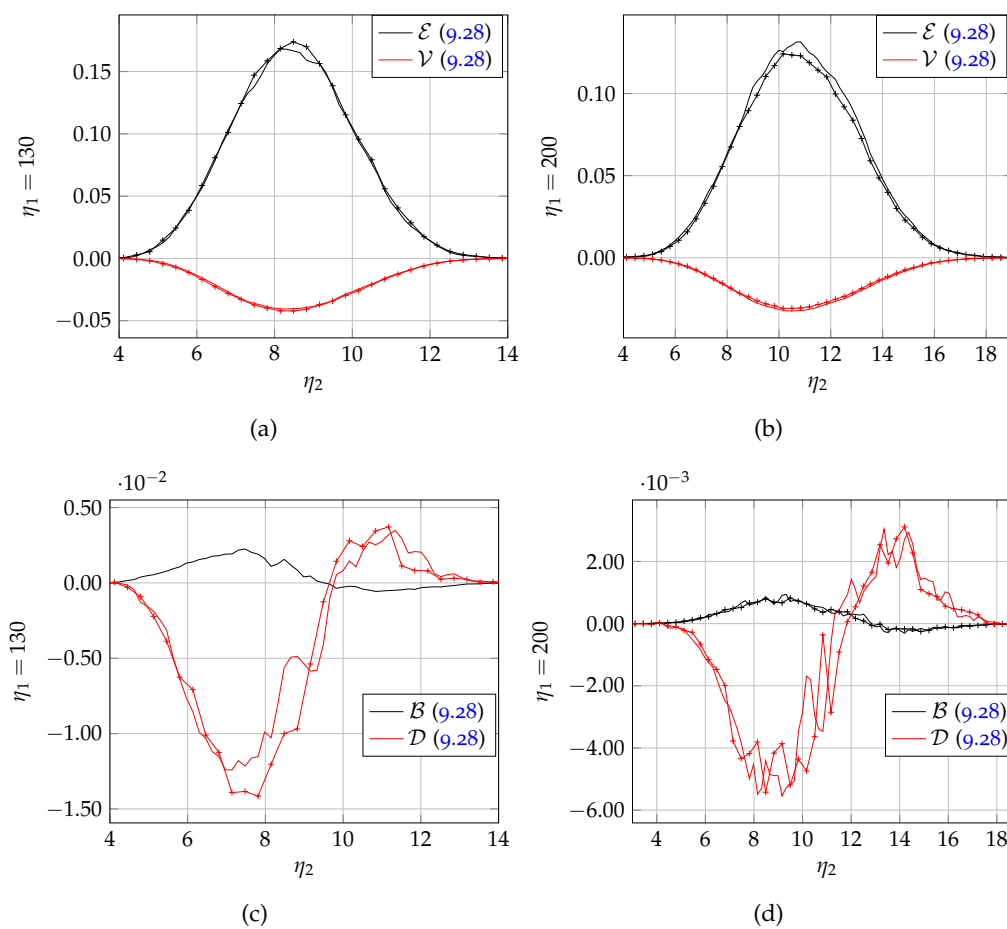 ℰ (9.28)
𝒱 (9.28)
0.15
0.10
0.05
0.00
−0.05
η₁ = 130
4 6 8 10 12 14
η₂
(a)
ℰ (9.28)
𝒱 (9.28)
0.10
0.05
0.00
η₁ = 200
4 6 8 10 12 14 16 18
η₂
(b)
·10⁻²
0.50
0.00
−0.50
−1.00
−1.50
η₁ = 130
ℬ (9.28)
𝒟 (9.28)
4 6 8 10 12 14
η₂
(c)
·10⁻³
2.00
0.00
−2.00
−4.00
−6.00
η₁ = 200
ℬ (9.28)
𝒟 (9.28)
4 6 8 10 12 14 16 18
η₂
(d)